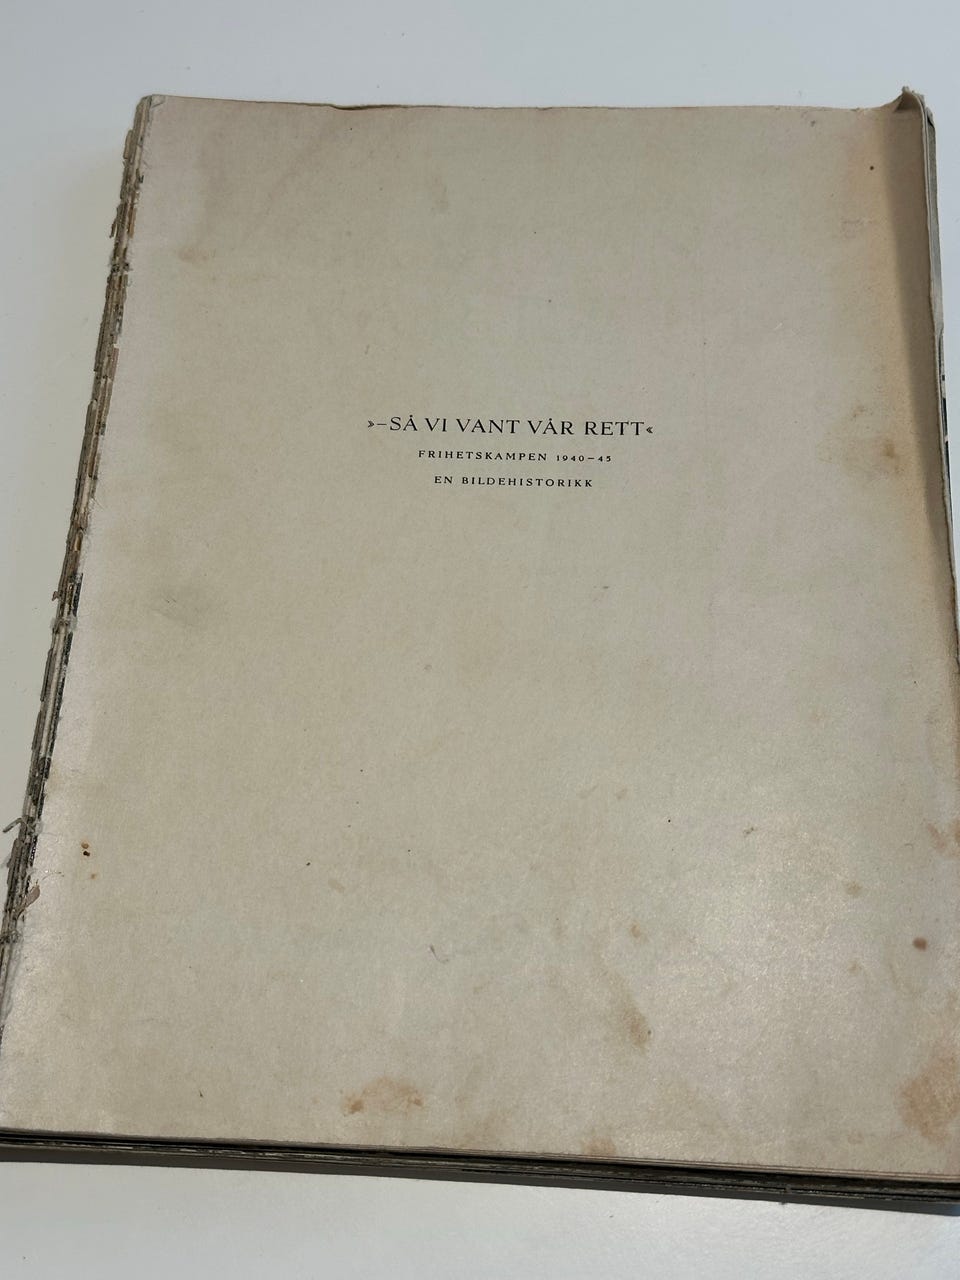 »–SÅ VI VANT VÅR RETT«
FRIHETSKAMPEN 1940–45
EN BILDEHISTORIKK